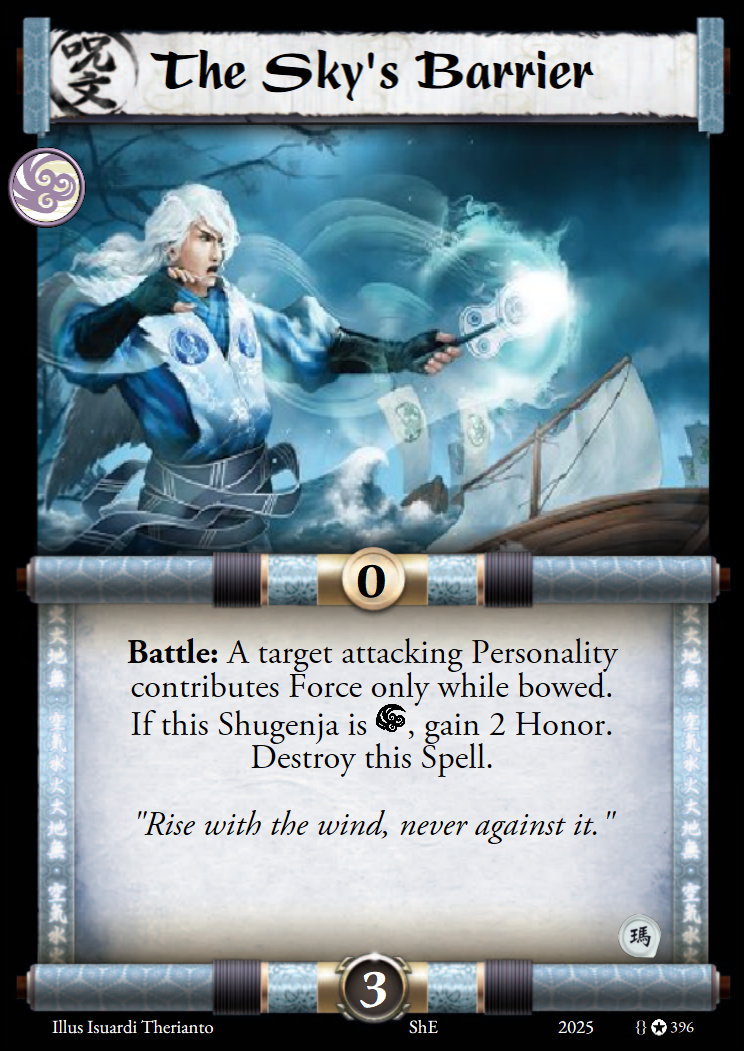 呪文
The Sky's Barrier
0
Battle: A target attacking Personality
contributes Force only while bowed.
If this Shugenja is , gain 2 Honor.
Destroy this Spell.
"Rise with the wind, never against it."
瑪
3
Illus Isuardi Therianto ShE 2025 {} 396